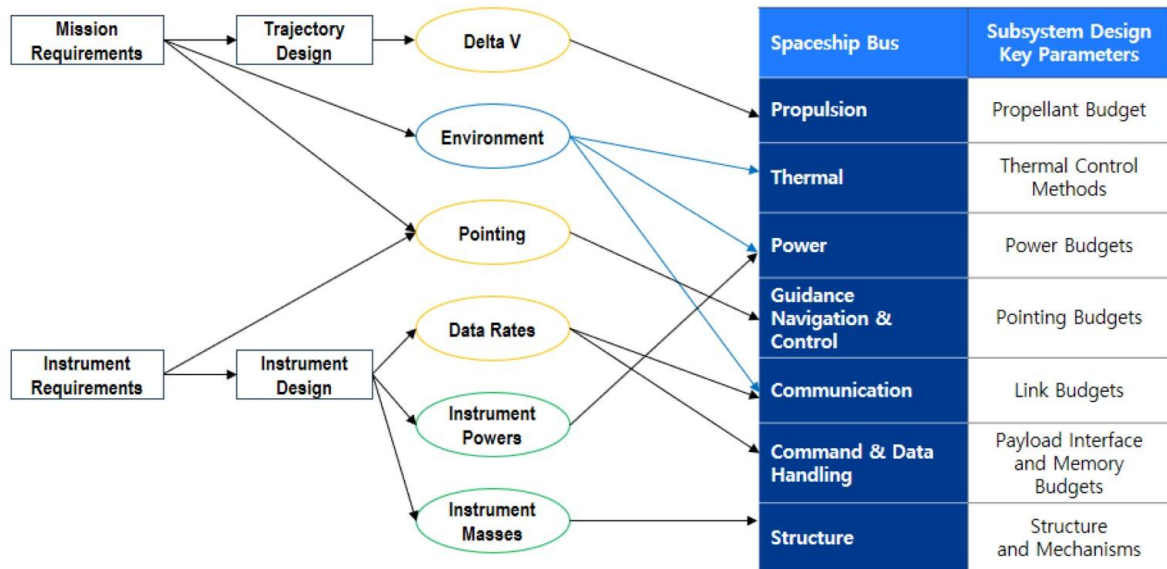 Mission
Requirements
Trajectory
Design
Delta V
Environment
Pointing
Data Rates
Instrument
Requirements
Instrument
Design
Instrument
Powers
Instrument
Masses
Spaceship Bus
Subsystem Design
Key Parameters
Propulsion
Propellant Budget
Thermal
Thermal Control
Methods
Power
Power Budgets
Guidance
Navigation &
Control
Pointing Budgets
Communication
Link Budgets
Command & Data
Handling
Payload Interface
and Memory
Budgets
Structure
Structure
and Mechanisms